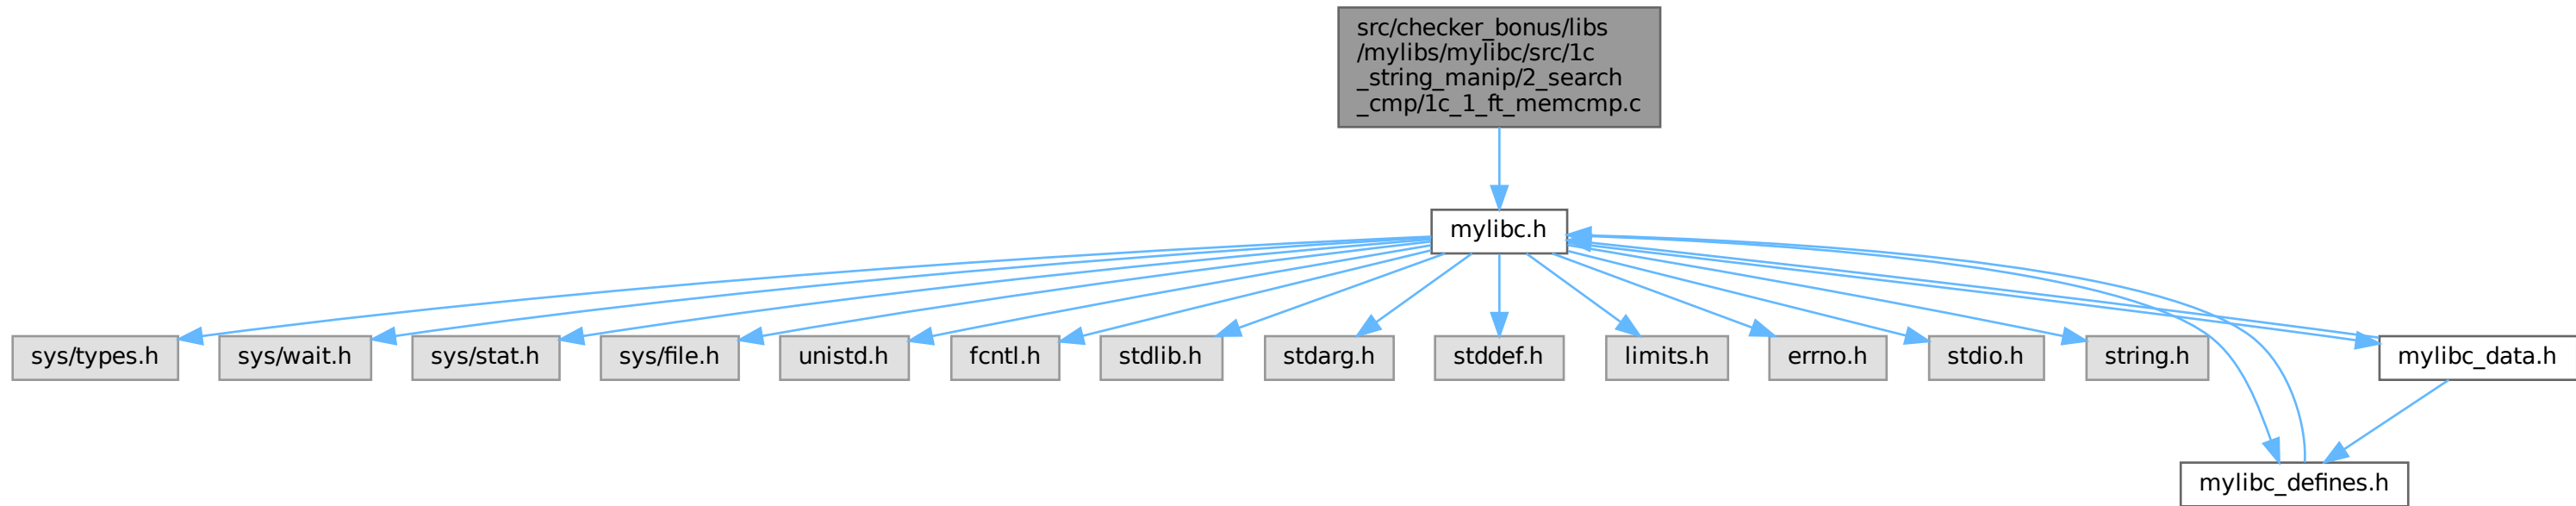 src/checker_bonus/libs
/mylibs/mylibc/src/1c
_string_manip/2_search
_cmp/1c_1_ft_memcmp.c
mylibc.h
sys/types.h
sys/wait.h
sys/stat.h
sys/file.h
unistd.h
fcntl.h
stdlib.h
stdarg.h
stddef.h
limits.h
errno.h
stdio.h
string.h
mylibc_data.h
mylibc_defines.h